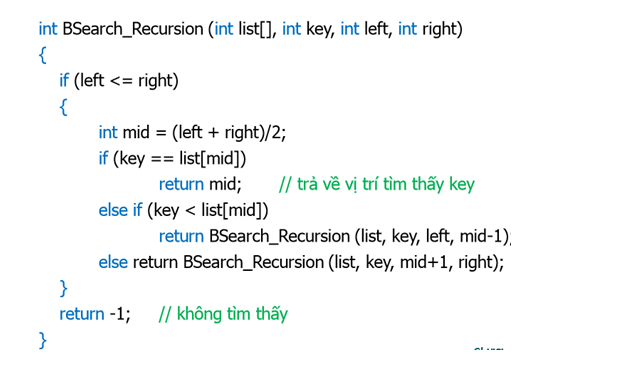 int BSearch_Recursion (int list[], int key, int left, int right)
{
if (left <= right)
{
int mid = (left + right)/2;
if (key == list[mid])
return mid; // trả về vị trí tìm thấy key
else if (key < list[mid])
return BSearch_Recursion (list, key, left, mid-1);
else return BSearch_Recursion (list, key, mid+1, right);
}
return -1; // không tìm thấy
}